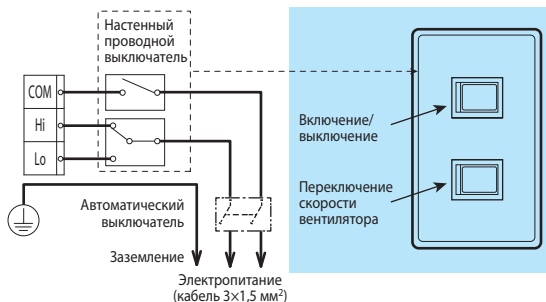 Настенный
проводной
выключатель
COM
Hi
Lo
Автоматический
выключатель
Заземление
Электропитание
(кабель 3×1,5 мм²)
Включение/
выключение
Переключение
скорости
вентилятора